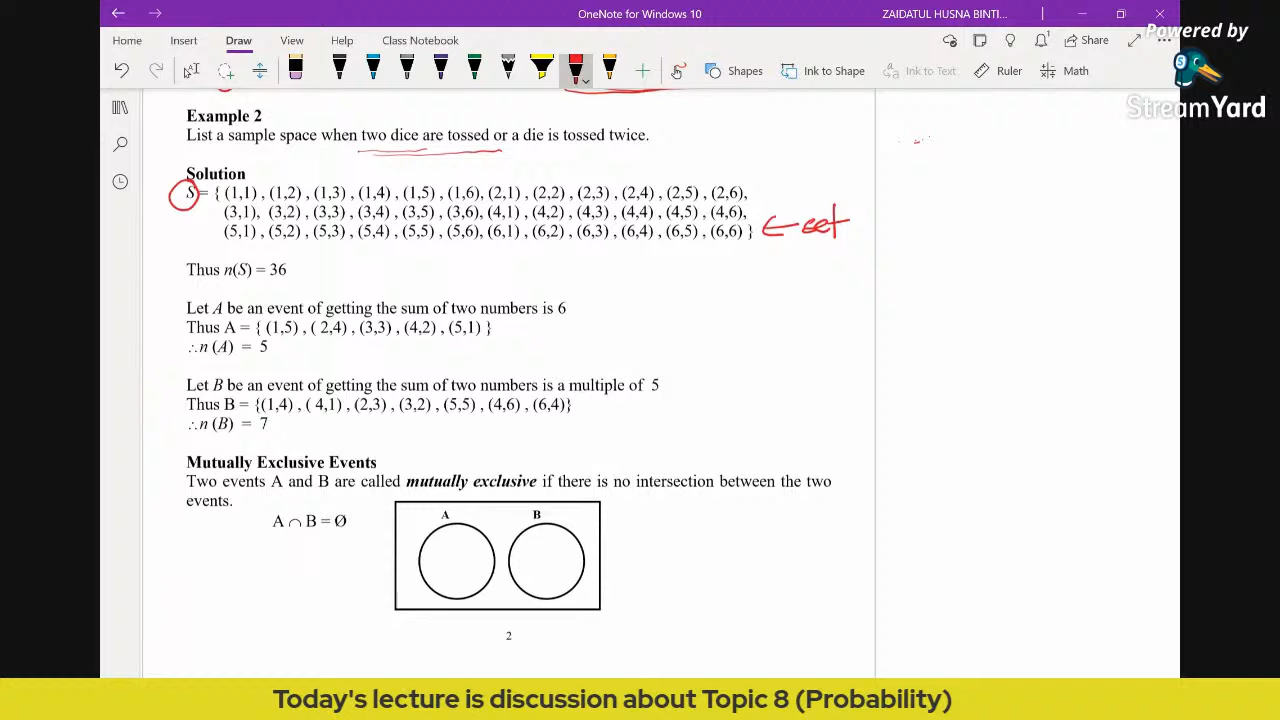 OneNote for Windows 10
ZAIDATUL HUSNA BINTI...
Powered by
StreamYard
Home Insert Draw View Help Class Notebook
Share
Shapes Ink to Shape Ink to Text Ruler Math
Example 2
List a sample space when two dice are tossed or a die is tossed twice.
Solution
S = { (1,1) , (1,2) , (1,3) , (1,4) , (1,5) , (1,6), (2,1) , (2,2) , (2,3) , (2,4) , (2,5) , (2,6),
(3,1), (3,2) , (3,3) , (3,4) , (3,5) , (3,6), (4,1) , (4,2) , (4,3) , (4,4) , (4,5) , (4,6),
(5,1) , (5,2) , (5,3) , (5,4) , (5,5) , (5,6), (6,1) , (6,2) , (6,3) , (6,4) , (6,5) , (6,6) }
← set
Thus n(S) = 36
Let A be an event of getting the sum of two numbers is 6
Thus A = { (1,5) , ( 2,4) , (3,3) , (4,2) , (5,1) }
∴n (A) = 5
Let B be an event of getting the sum of two numbers is a multiple of 5
Thus B = {(1,4) , ( 4,1) , (2,3) , (3,2) , (5,5) , (4,6) , (6,4)}
∴n (B) = 7
Mutually Exclusive Events
Two events A and B are called mutually exclusive if there is no intersection between the two
events.
A ∩ B = Ø
A B
2
Today's lecture is discussion about Topic 8 (Probability)